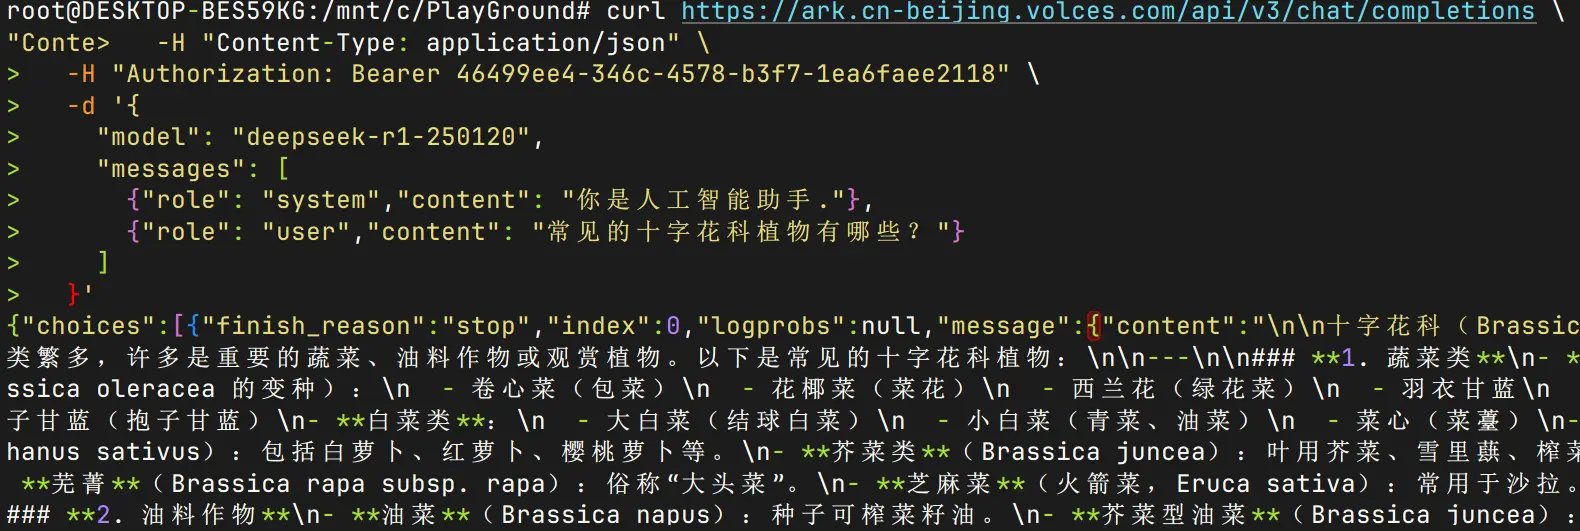 root@DESKTOP-BES59KG:/mnt/c/PlayGround# curl https://ark.cn-beijing.volces.com/api/v3/chat/completions \
"Conte>   -H "Content-Type: application/json" \
>   -H "Authorization: Bearer 46499ee4-346c-4578-b3f7-1ea6faee2118" \
>   -d '{
>     "model": "deepseek-r1-250120",
>     "messages": [
>       {"role": "system","content": "你是人工智能助手."},
>       {"role": "user","content": "常见的十字花科植物有哪些？"}
>     ]
>   }'
{"choices":[{"finish_reason":"stop","index":0,"logprobs":null,"message":{"content":"\n\n十字花科（Brassic
类繁多，许多是重要的蔬菜、油料作物或观赏植物。以下是常见的十字花科植物：\n\n---\n\n### **1. 蔬菜类**\n- *
ssica oleracea 的变种）：\n  - 卷心菜（包菜）\n  - 花椰菜（菜花）\n  - 西兰花（绿花菜）\n  - 羽衣甘蓝\n
子甘蓝（抱子甘蓝）\n- **白菜类**：\n  - 大白菜（结球白菜）\n  - 小白菜（青菜、油菜）\n  - 菜心（菜薹）\n-
hanus sativus）：包括白萝卜、红萝卜、樱桃萝卜等。\n- **芥菜类**（Brassica juncea）：叶用芥菜、雪里蕻、榨菜
**芜菁**（Brassica rapa subsp. rapa）：俗称“大头菜”。\n- **芝麻菜**（火箭菜，Eruca sativa）：常用于沙拉。
### **2. 油料作物**\n- **油菜**（Brassica napus）：种子可榨菜籽油。\n- **芥菜型油菜**（Brassica juncea）：